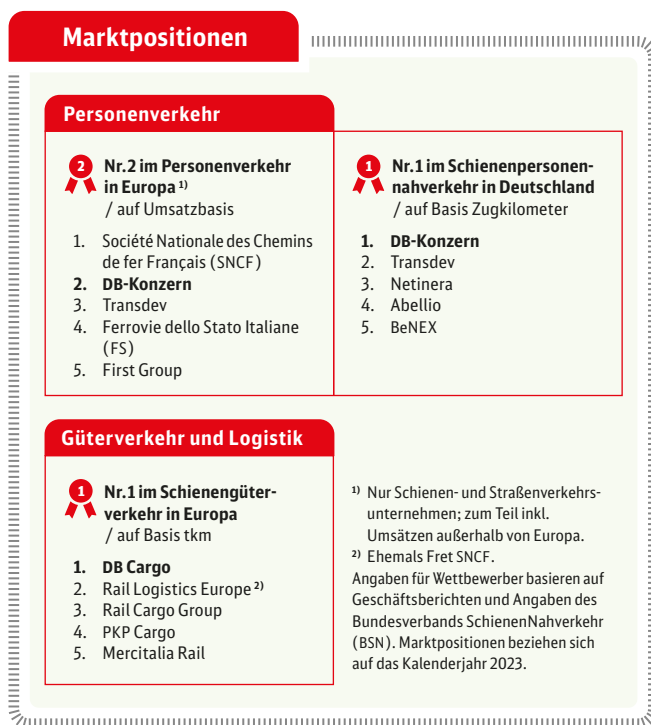 Marktpositionen
Personenverkehr
2
Nr.2 im Personenverkehr
in Europa ¹⁾
/ auf Umsatzbasis
1. Société Nationale des Chemins
de fer Français (SNCF)
2. DB-Konzern
3. Transdev
4. Ferrovie dello Stato Italiane
(FS)
5. First Group
1
Nr.1 im Schienenpersonen-
nahverkehr in Deutschland
/ auf Basis Zugkilometer
1. DB-Konzern
2. Transdev
3. Netinera
4. Abellio
5. BeNEX
Güterverkehr und Logistik
1
Nr.1 im Schienengüter-
verkehr in Europa
/ auf Basis tkm
1. DB Cargo
2. Rail Logistics Europe ²⁾
3. Rail Cargo Group
4. PKP Cargo
5. Mercitalia Rail
¹⁾ Nur Schienen- und Straßenverkehrs-
unternehmen; zum Teil inkl.
Umsätzen außerhalb von Europa.
²⁾ Ehemals Fret SNCF.
Angaben für Wettbewerber basieren auf
Geschäftsberichten und Angaben des
Bundesverbands SchienenNahverkehr
(BSN). Marktpositionen beziehen sich
auf das Kalenderjahr 2023.